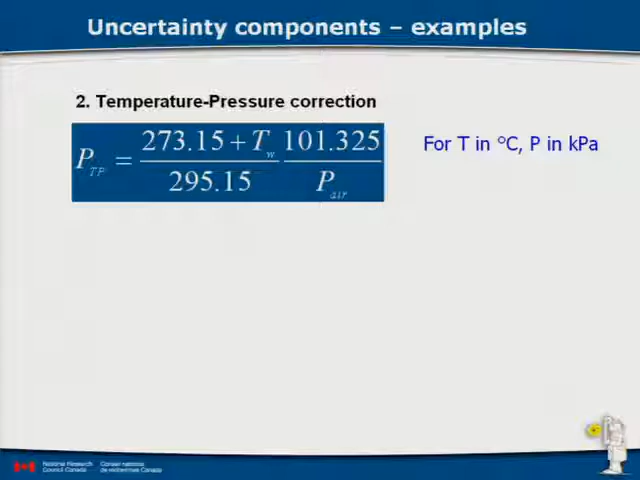 Uncertainty components – examples
2. Temperature-Pressure correction
P_TP = (273.15 + T_w / 295.15) (101.325 / P_air)
For T in °C, P in kPa
National Research Conseil national
Council Canada de recherches Canada